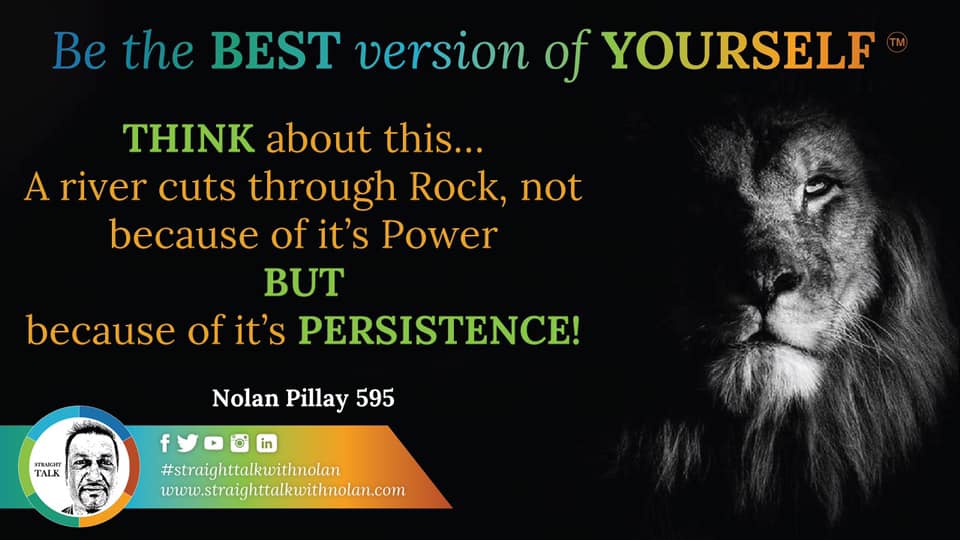 Be the BEST version of YOURSELF ™
THINK about this...
A river cuts through Rock, not
because of it’s Power
BUT
because of it’s PERSISTENCE!
Nolan Pillay 595
STRAIGHT
TALK
#straighttalkwithnolan
www.straighttalkwithnolan.com